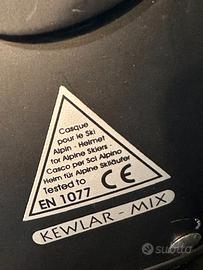 Casque
pour le Ski
Alpin - Helmet
for Alpine Skiers -
Casco per Sci Alpino
Helm für Alpine Skiläufer
Tested to
EN 1077 CE
KEWLAR - MIX
subito